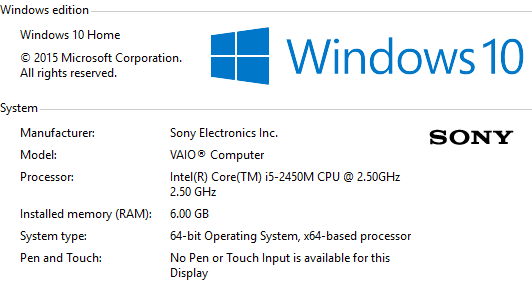 Windows edition
Windows 10 Home
© 2015 Microsoft Corporation.
All rights reserved.
Windows 10
System
Manufacturer: Sony Electronics Inc.
SONY
Model: VAIO® Computer
Processor: Intel(R) Core(TM) i5-2450M CPU @ 2.50GHz
2.50 GHz
Installed memory (RAM): 6.00 GB
System type: 64-bit Operating System, x64-based processor
Pen and Touch: No Pen or Touch Input is available for this
Display